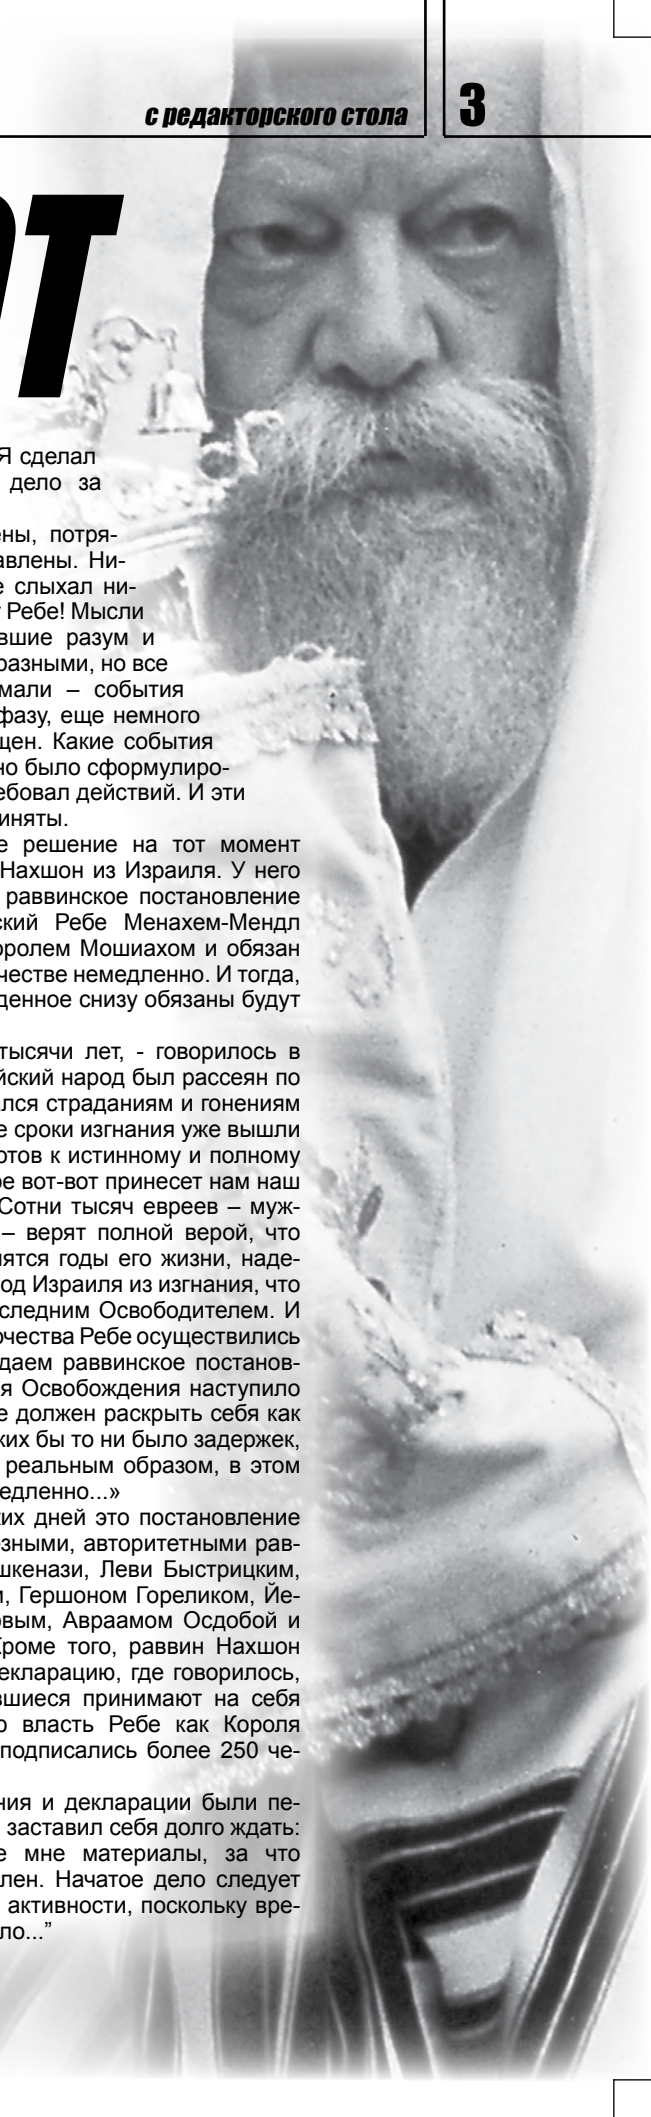 с редакторского стола
3
ОТ
Я сделал
дело за
ены, потря-
авлены. Ни-
е слыхал ни-
Ребе! Мысли
вшие разум и
разными, но все
мали – события
фазу, еще немного
щен. Какие события
но было сформулиро-
ебовал действий. И эти
иняты.
е решение на тот момент
Нахшон из Израиля. У него
раввинское постановление
ский Ребе Менахем-Мендл
оролем Мошиахом и обязан
честве немедленно. И тогда,
денное снизу обязаны будут
тысячи лет, - говорилось в
йский народ был рассеян по
ался страданиям и гонениям
е сроки изгнания уже вышли
отов к истинному и полному
ое вот-вот принесет нам наш
Сотни тысяч евреев – муж-
– верят полной верой, что
нятся годы его жизни, наде-
од Израиля из изгнания, что
следним Освободителем. И
очества Ребе осуществились
даем раввинское постанов-
я Освобождения наступило
е должен раскрыть себя как
ких бы то ни было задержек,
реальным образом, в этом
едленно...»
ких дней это постановление
зными, авторитетными рав-
шкенази, Леви Быстрицким,
и, Гершоном Гореликом, Йе-
овым, Авраамом Осдобой и
Кроме того, раввин Нахшон
екларацию, где говорилось,
вшиеся принимают на себя
ю власть Ребе как Короля
подписались более 250 че-
ния и декларации были пе-
заставил себя долго ждать:
е мне материалы, за что
лен. Начатое дело следует
активности, поскольку вре-
ло...”